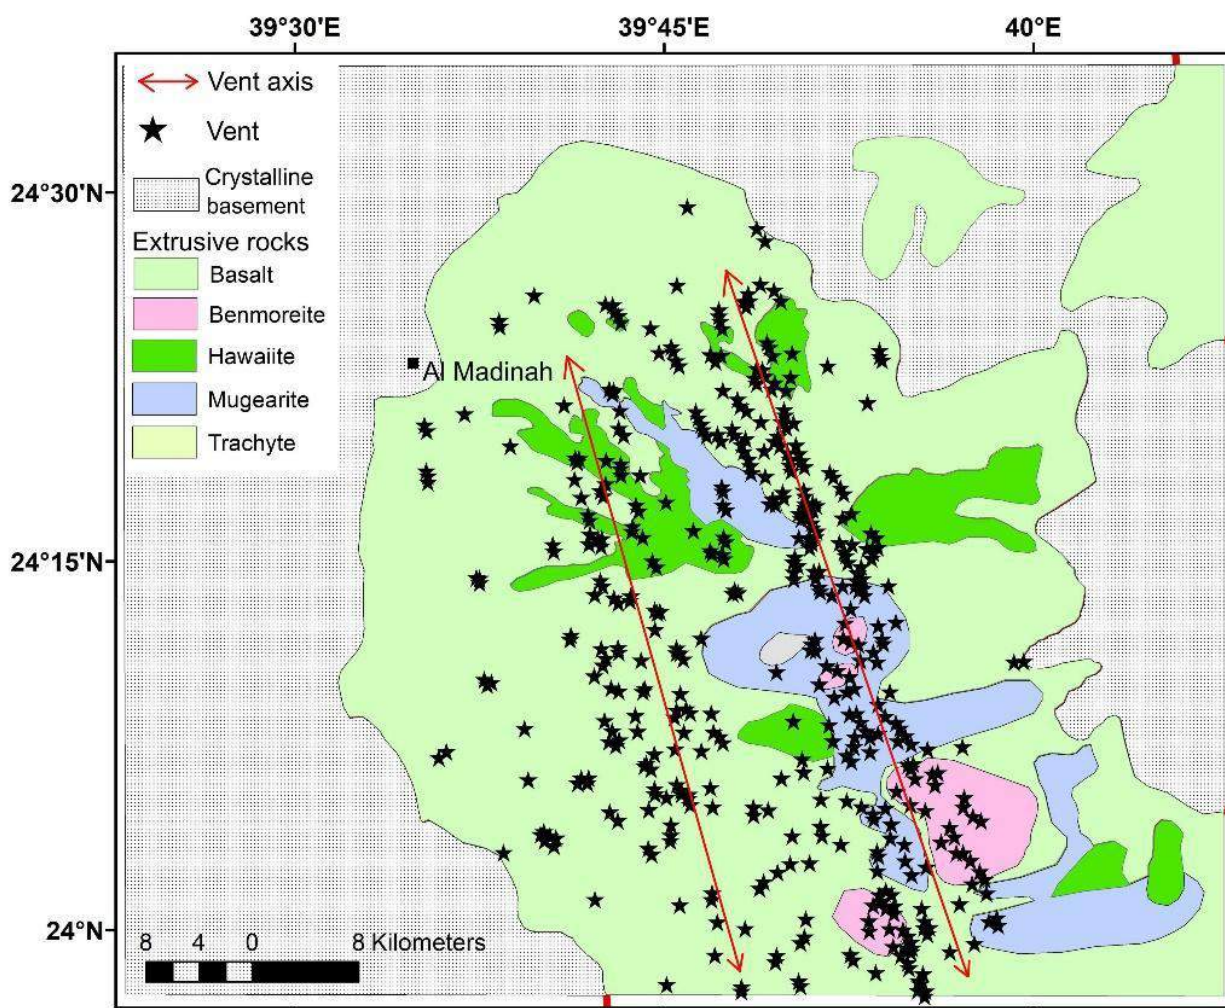 39°30'E 39°45'E 40°E
Vent axis
Vent
Crystalline
basement
Extrusive rocks
Basalt
Benmoreite
Hawaiite
Mugearite
Trachyte
24°30'N
Al Madinah
24°15'N
24°N
8 4 0 8 Kilometers